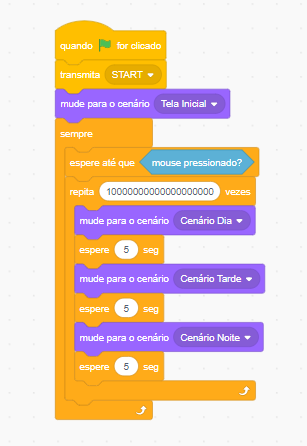 quando for clicado
transmita START
mude para o cenário Tela Inicial
sempre
espere até que mouse pressionado?
repita 10000000000000000000 vezes
mude para o cenário Cenário Dia
espere 5 seg
mude para o cenário Cenário Tarde
espere 5 seg
mude para o cenário Cenário Noite
espere 5 seg